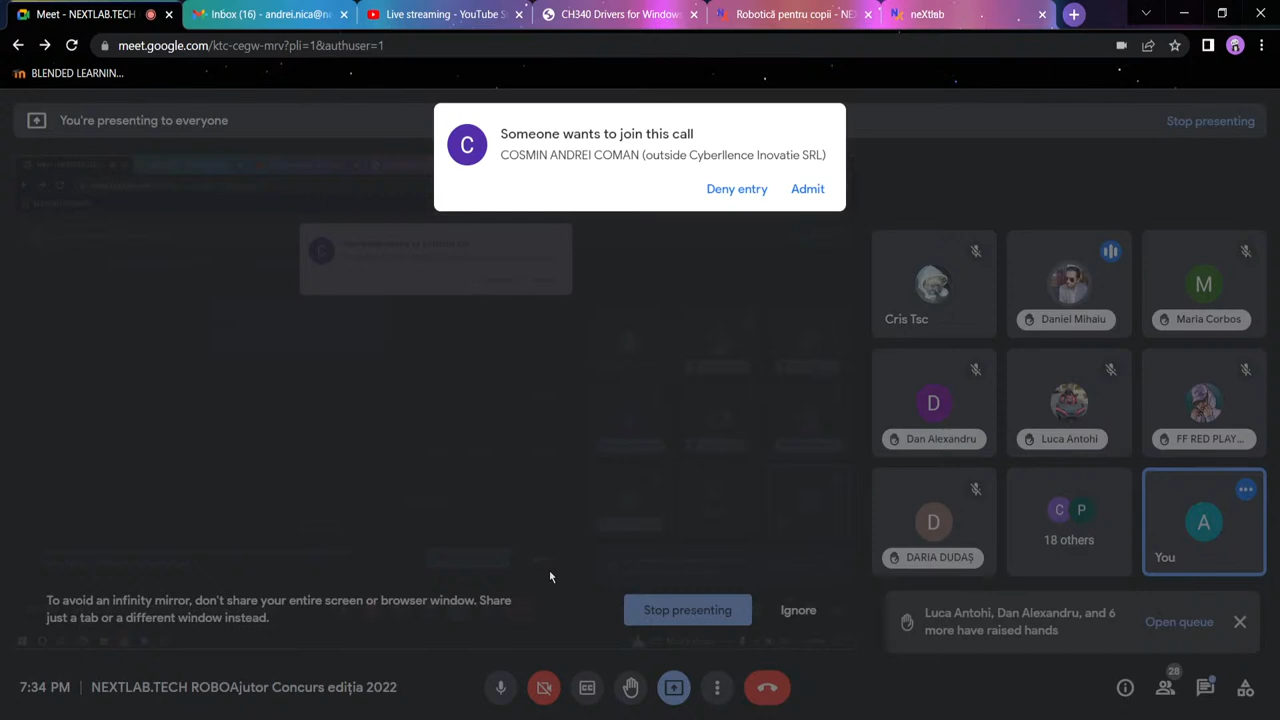 Meet - NEXTLAB.TECH
Inbox (16) - andrei.nica@n
Live streaming - YouTube S
CH340 Drivers for Windows
Robotică pentru copii - NE
neXtlab
meet.google.com/ktc-cegw-mrv?pli=1&authuser=1
BLENDED LEARNIN...
You're presenting to everyone
Stop presenting
Someone wants to join this call
C
COSMIN ANDREI COMAN (outside Cyberllence Inovatie SRL)
Deny entry
Admit
Cris Tsc
Daniel Mihaiu
M
Maria Corbos
D
Dan Alexandru
Luca Antohi
FF RED PLAY...
D
DARIA DUDAȘ
C P
18 others
A
You
To avoid an infinity mirror, don't share your entire screen or browser window. Share
just a tab or a different window instead.
Stop presenting
Ignore
Luca Antohi, Dan Alexandru, and 6
more have raised hands
Open queue
7:34 PM | NEXTLAB.TECH ROBOAjutor Concurs ediția 2022
28